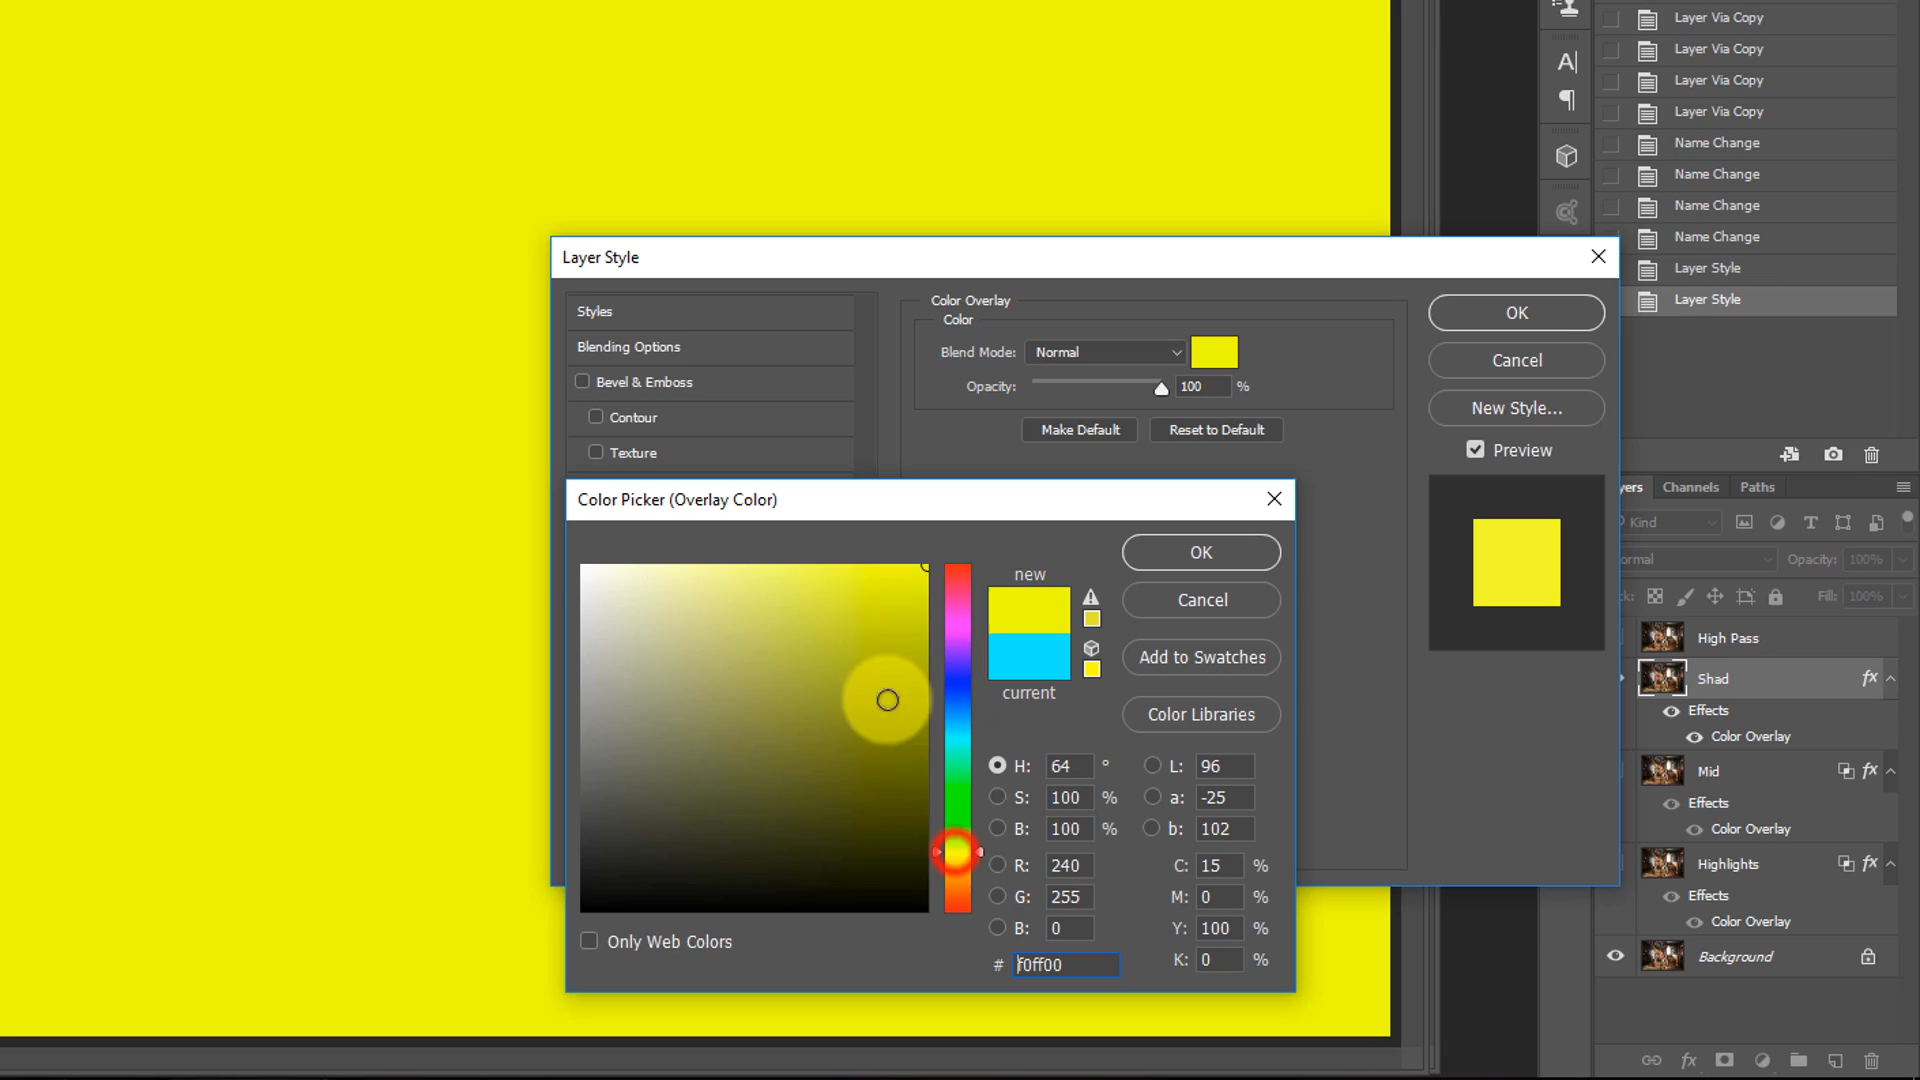 Layer Via Copy
Layer Via Copy
Layer Via Copy
Layer Via Copy
Name Change
Name Change
Name Change
Name Change
Layer Style
Layer Style
Layer Style
Styles
Blending Options
Bevel & Emboss
Contour
Texture
Color Overlay
Color
Blend Mode: Normal
Opacity: 100 %
Make Default Reset to Default
OK
Cancel
New Style...
Preview
Color Picker (Overlay Color)
new
current
OK
Cancel
Add to Swatches
Color Libraries
H: 64 °
S: 100 %
B: 100 %
R: 240
G: 255
B: 0
# f0ff00
L: 96
a: -25
b: 102
C: 15 %
M: 0 %
Y: 100 %
K: 0 %
Only Web Colors
yers Channels Paths
Kind
ormal Opacity: 100%
k: Fill: 100%
High Pass
Shad fx
Effects
Color Overlay
Mid fx
Effects
Color Overlay
Highlights fx
Effects
Color Overlay
Background
fx